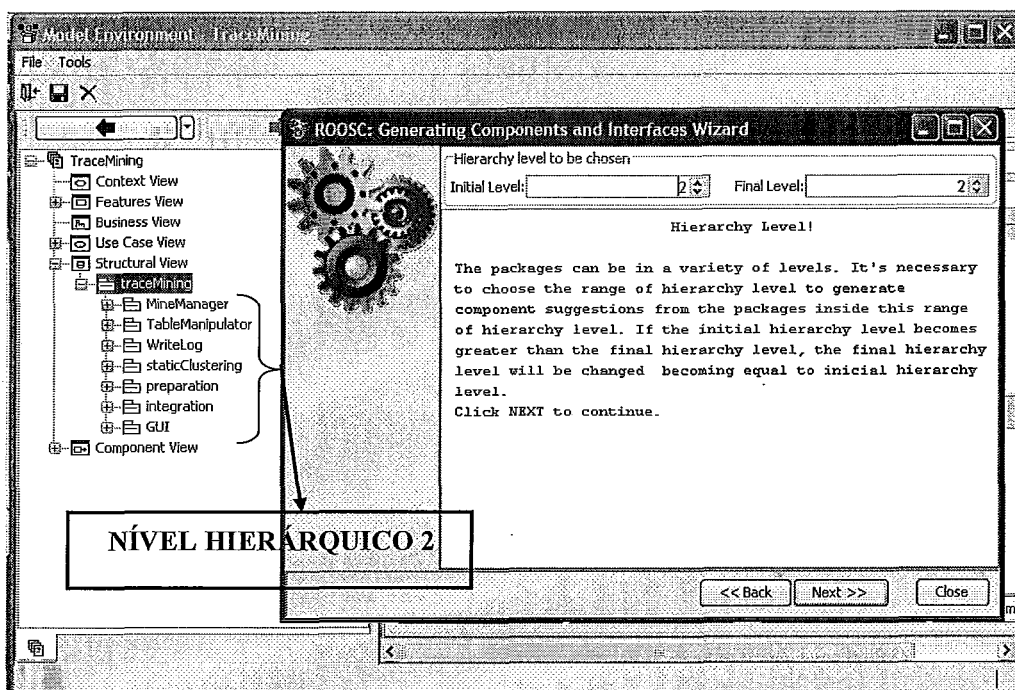 Model Environment - TraceMining
File Tools
TraceMining
Context View
Features View
Business View
Use Case View
Structural View
traceMining
MineManager
TableManipulator
WriteLog
staticClustering
preparation
integration
GUI
Component View
ROOSC: Generating Components and Interfaces Wizard
Hierarchy level to be chosen
Initial Level: 2 Final Level: 2
Hierarchy Level!
The packages can be in a variety of levels. It's necessary
to choose the range of hierarchy level to generate
component suggestions from the packages inside this range
of hierarchy level. If the initial hierarchy level becomes
greater than the final hierarchy level, the final hierarchy
level will be changed becoming equal to inicial hierarchy
level.
Click NEXT to continue.
NÍVEL HIERÁRQUICO 2
<< Back Next >> Close